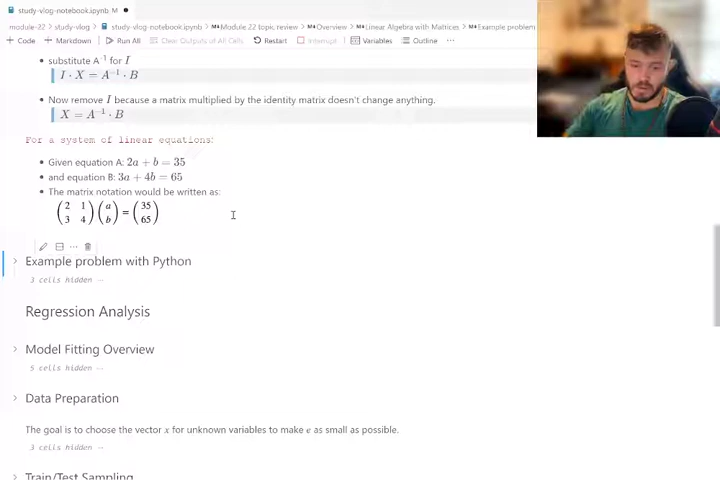 study-vlog-notebook.ipynb M ●
module-22 > study-vlog > study-vlog-notebook.ipynb > M↓Module 22 topic review > M↓Overview > M↓Linear Algebra with Matrices > M↓Example problem
+ Code + Markdown Run All Clear Outputs of All Cells Restart Interrupt Variables Outline ···
• substitute A⁻¹ for I
I · X = A⁻¹ · B
• Now remove I because a matrix multiplied by the identity matrix doesn't change anything.
X = A⁻¹ · B
For a system of linear equations:
• Given equation A: 2a + b = 35
• and equation B: 3a + 4b = 65
• The matrix notation would be written as:
(2 1
3 4) (a
b) = (35
65)
Example problem with Python
3 cells hidden ···
Regression Analysis
Model Fitting Overview
5 cells hidden ···
Data Preparation
The goal is to choose the vector x for unknown variables to make e as small as possible.
3 cells hidden ···
Train/Test Sampling